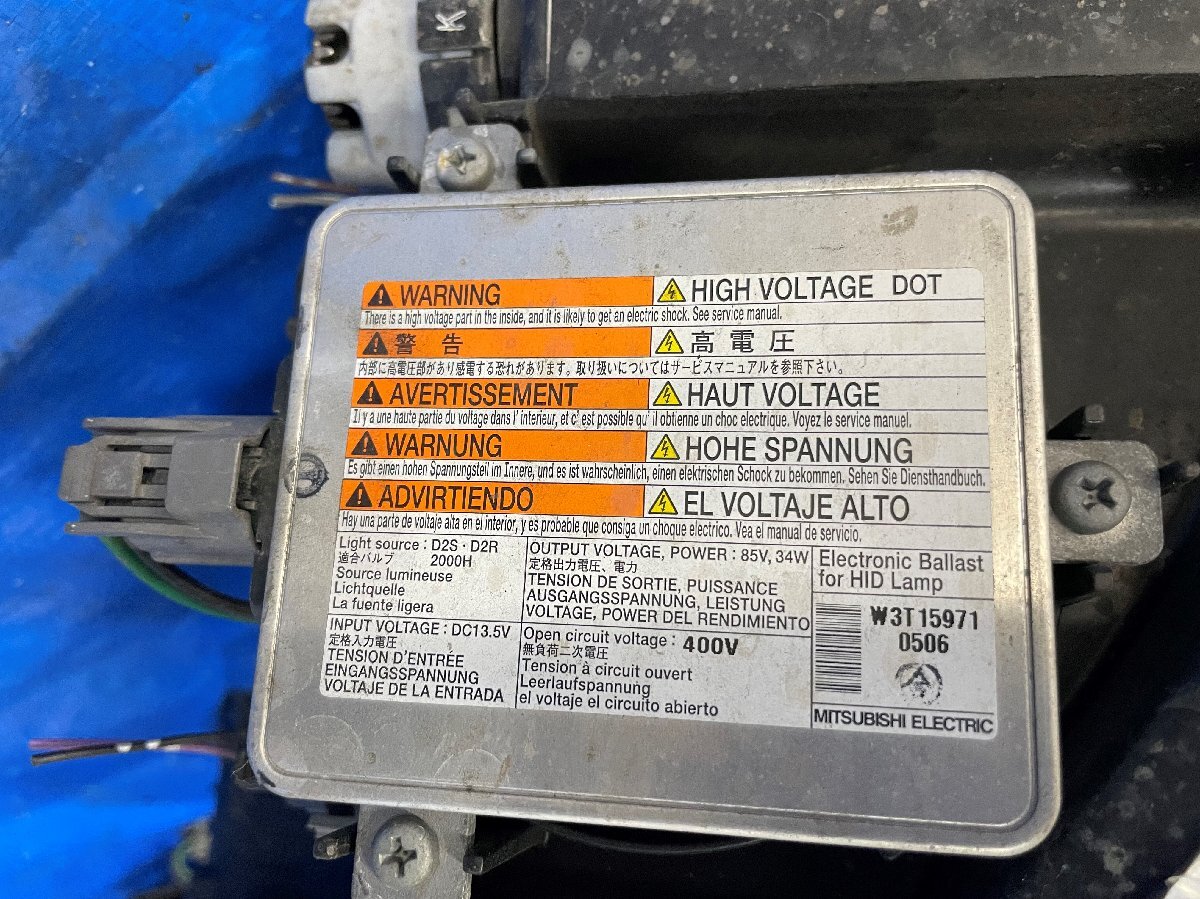 K
WARNING
HIGH VOLTAGE DOT
There is a high voltage part in the inside, and it is likely to get an electric shock. See service manual.
警告
高電圧
内部に高電圧部があり感電する恐れがあります。取り扱いについてはサービスマニュアルを参照下さい。
AVERTISSEMENT
HAUT VOLTAGE
Il y a une haute partie du voltage dans l' interieur, et c' est possible qu' il obtienne un choc electrique. Voyez le service manuel.
WARNUNG
HOHE SPANNUNG
Es gibt einen hohen Spannungsteil im Innere, und es ist wahrscheinlich, einen elektrischen Schock zu bekommen. Sehen Sie Diensthandbuch.
ADVIRTIENDO
EL VOLTAJE ALTO
Hay una parte de voltaje alta en el interior, y es probable que consiga un choque electrico. Vea el manual de servicio.
Light source : D2S · D2R
適合バルブ 2000H
Source lumineuse
Lichtquelle
La fuente ligera
OUTPUT VOLTAGE, POWER : 85V, 34W
定格出力電圧、電力
TENSION DE SORTIE, PUISSANCE
AUSGANGSSPANNUNG, LEISTUNG
VOLTAGE, POWER DEL RENDIMIENTO
Electronic Ballast
for HID Lamp
W3T15971
0506
MITSUBISHI ELECTRIC
INPUT VOLTAGE : DC13.5V
定格入力電圧
TENSION D'ENTRÉE
EINGANGSSPANNUNG
VOLTAJE DE LA ENTRADA
Open circuit voltage : 400V
無負荷二次電圧
Tension à circuit ouvert
Leerlaufspannung
el voltaje el circuito abierto